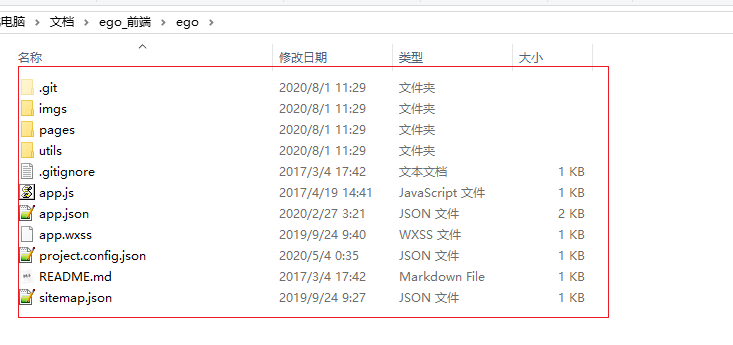 电脑 > 文档 > ego_前端 > ego >
名称 修改日期 类型 大小
.git 2020/8/1 11:29 文件夹
imgs 2020/8/1 11:29 文件夹
pages 2020/8/1 11:29 文件夹
utils 2020/8/1 11:29 文件夹
.gitignore 2017/3/4 17:42 文本文档 1 KB
app.js 2017/4/19 14:41 JavaScript 文件 1 KB
app.json 2020/2/27 3:21 JSON 文件 2 KB
app.wxss 2019/9/24 9:40 WXSS 文件 1 KB
project.config.json 2020/5/4 0:35 JSON 文件 1 KB
README.md 2017/3/4 17:42 Markdown File 1 KB
sitemap.json 2019/9/24 9:27 JSON 文件 1 KB